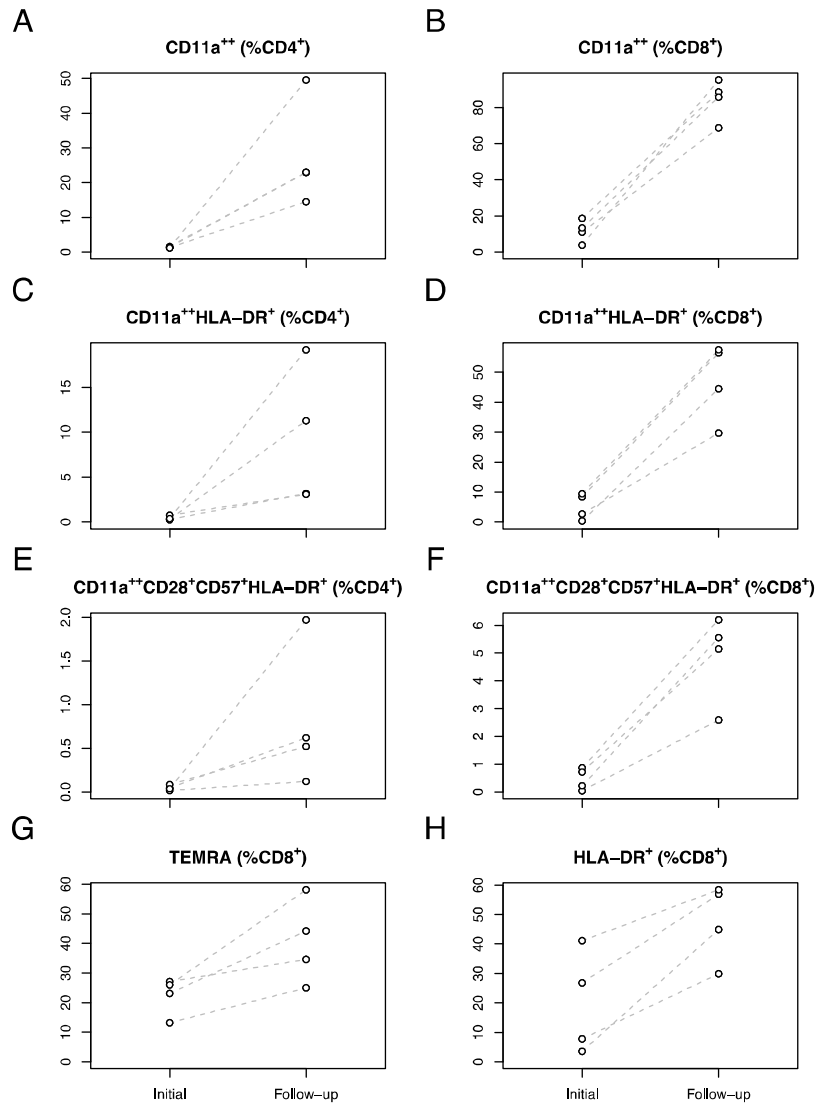 A
CD11a⁺⁺ (%CD4⁺)
50
40
30
20
10
0
B
CD11a⁺⁺ (%CD8⁺)
80
60
40
20
0
C
CD11a⁺⁺HLA–DR⁺ (%CD4⁺)
15
10
5
0
D
CD11a⁺⁺HLA–DR⁺ (%CD8⁺)
50
40
30
20
10
0
E
CD11a⁺⁺CD28⁺CD57⁺HLA–DR⁺ (%CD4⁺)
2.0
1.5
1.0
0.5
0.0
F
CD11a⁺⁺CD28⁺CD57⁺HLA–DR⁺ (%CD8⁺)
6
5
4
3
2
1
0
G
TEMRA (%CD8⁺)
60
50
40
30
20
10
0
Initial Follow–up
H
HLA–DR⁺ (%CD8⁺)
60
50
40
30
20
10
0
Initial Follow–up